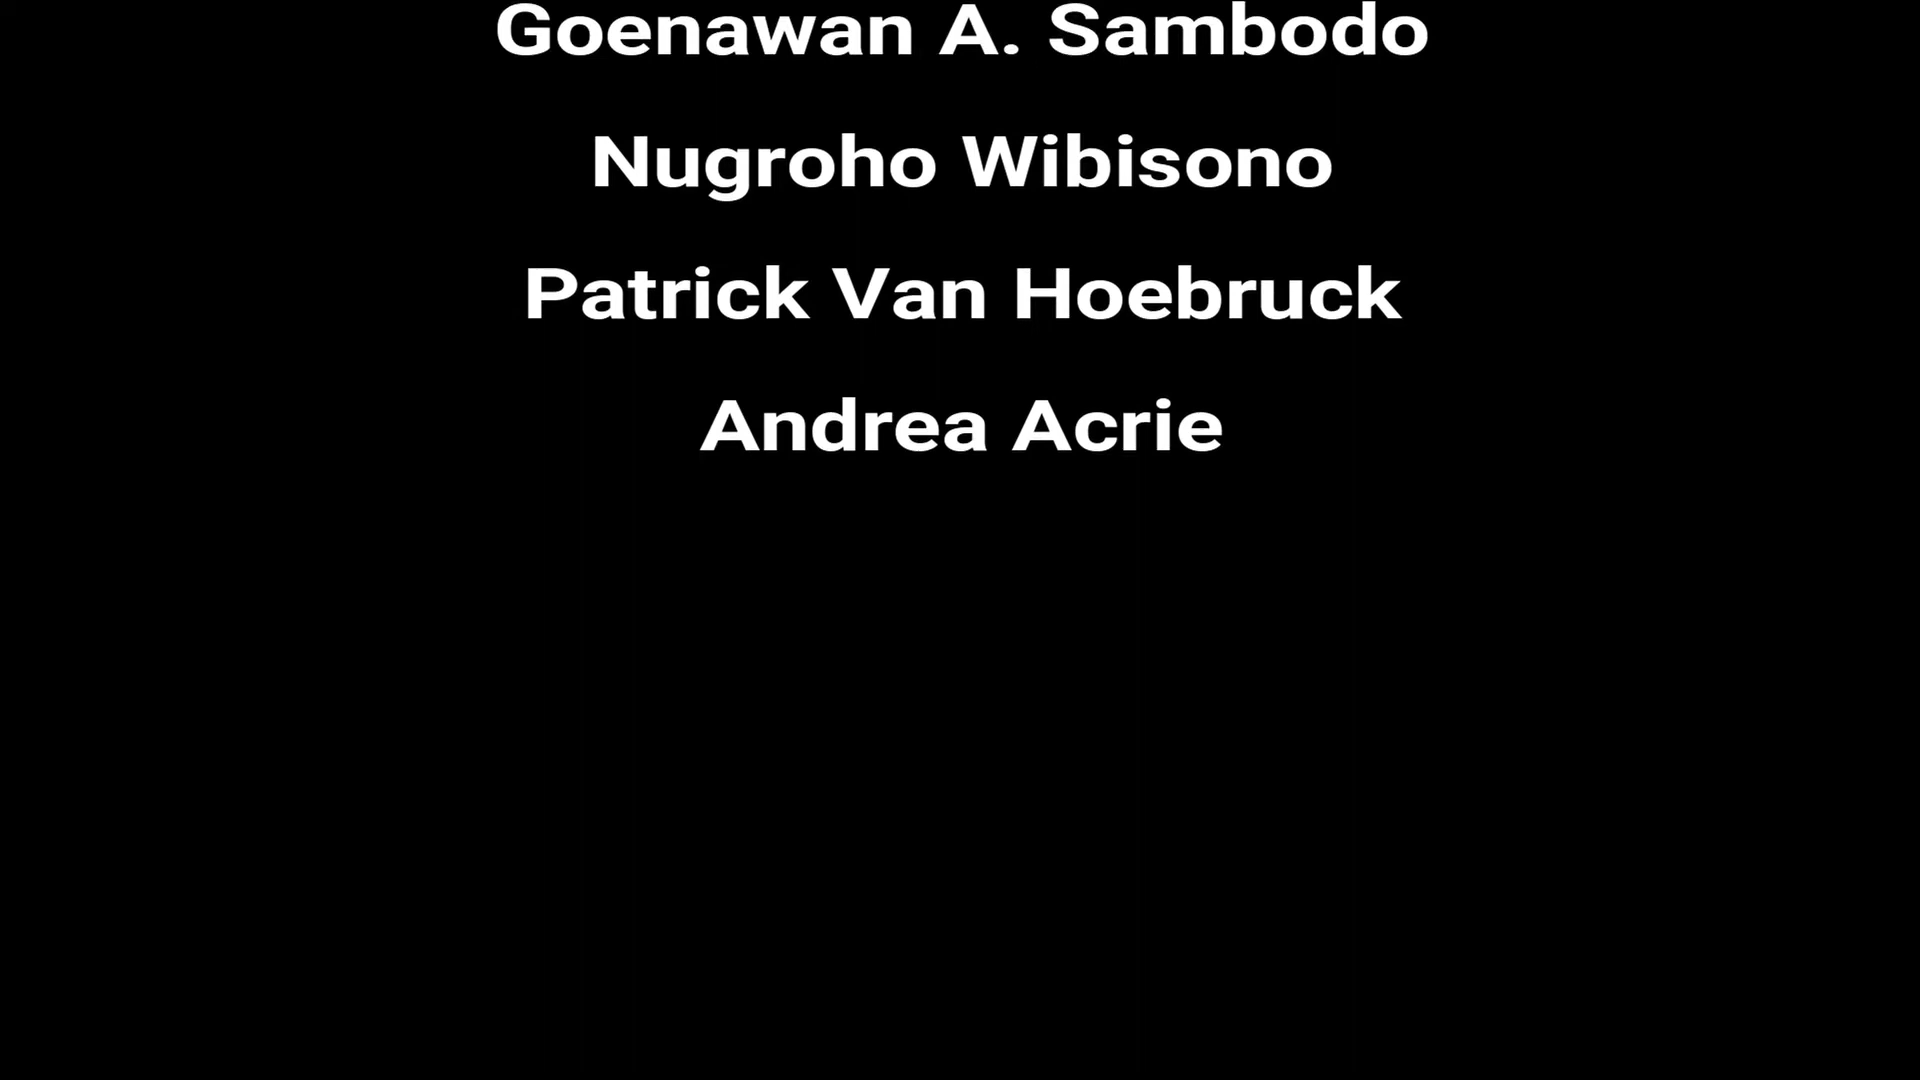 Goenawan A. Sambodo
Nugroho Wibisono
Patrick Van Hoebruck
Andrea Acrie